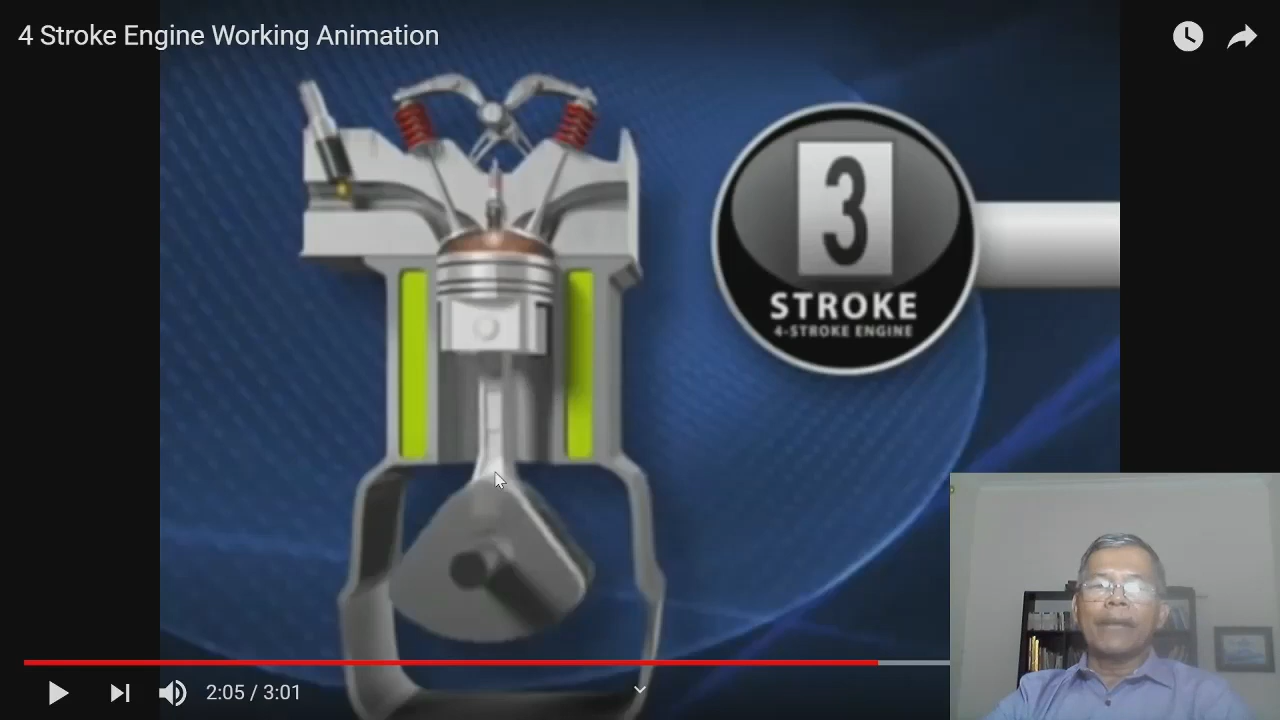 4 Stroke Engine Working Animation
3
STROKE
4-STROKE ENGINE
2:05 / 3:01